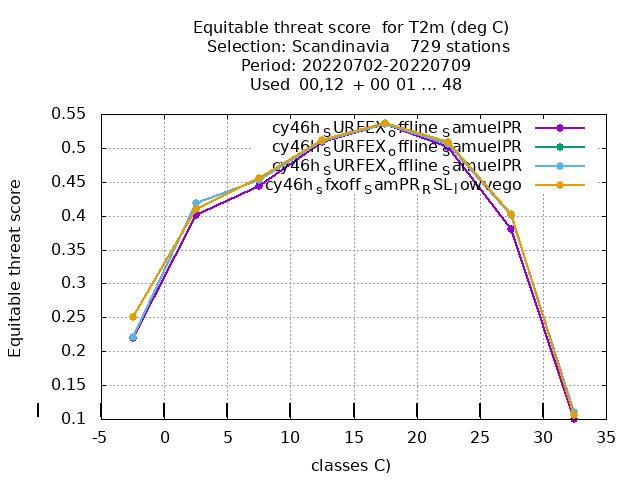 Equitable threat score for T2m (deg C)
Selection: Scandinavia 729 stations
Period: 20220702-20220709
Used 00,12 + 00 01 ... 48
cy46h_SURFEX_offline_SamuelPR
cy46h_SURFEX_offline_SamuelPR
cy46h_SURFEX_offline_SamuelPR
cy46h_sfxoff_SamPR_RSL_lowvego
Equitable threat score
0.55
0.5
0.45
0.4
0.35
0.3
0.25
0.2
0.15
0.1
-5 0 5 10 15 20 25 30 35
classes C)